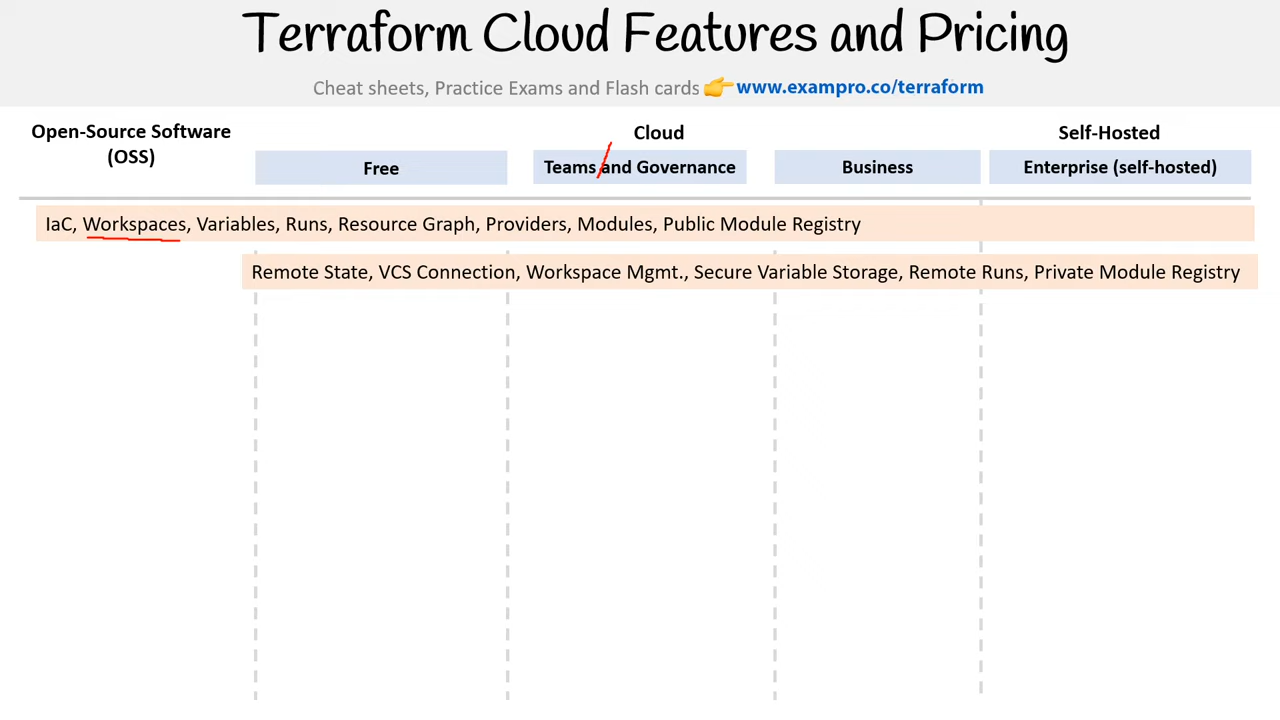 Terraform Cloud Features and Pricing
Cheat sheets, Practice Exams and Flash cards 👉 www.exampro.co/terraform
Open-Source Software
(OSS)
Cloud
Self-Hosted
Free
Teams and Governance
Business
Enterprise (self-hosted)
IaC, Workspaces, Variables, Runs, Resource Graph, Providers, Modules, Public Module Registry
Remote State, VCS Connection, Workspace Mgmt., Secure Variable Storage, Remote Runs, Private Module Registry